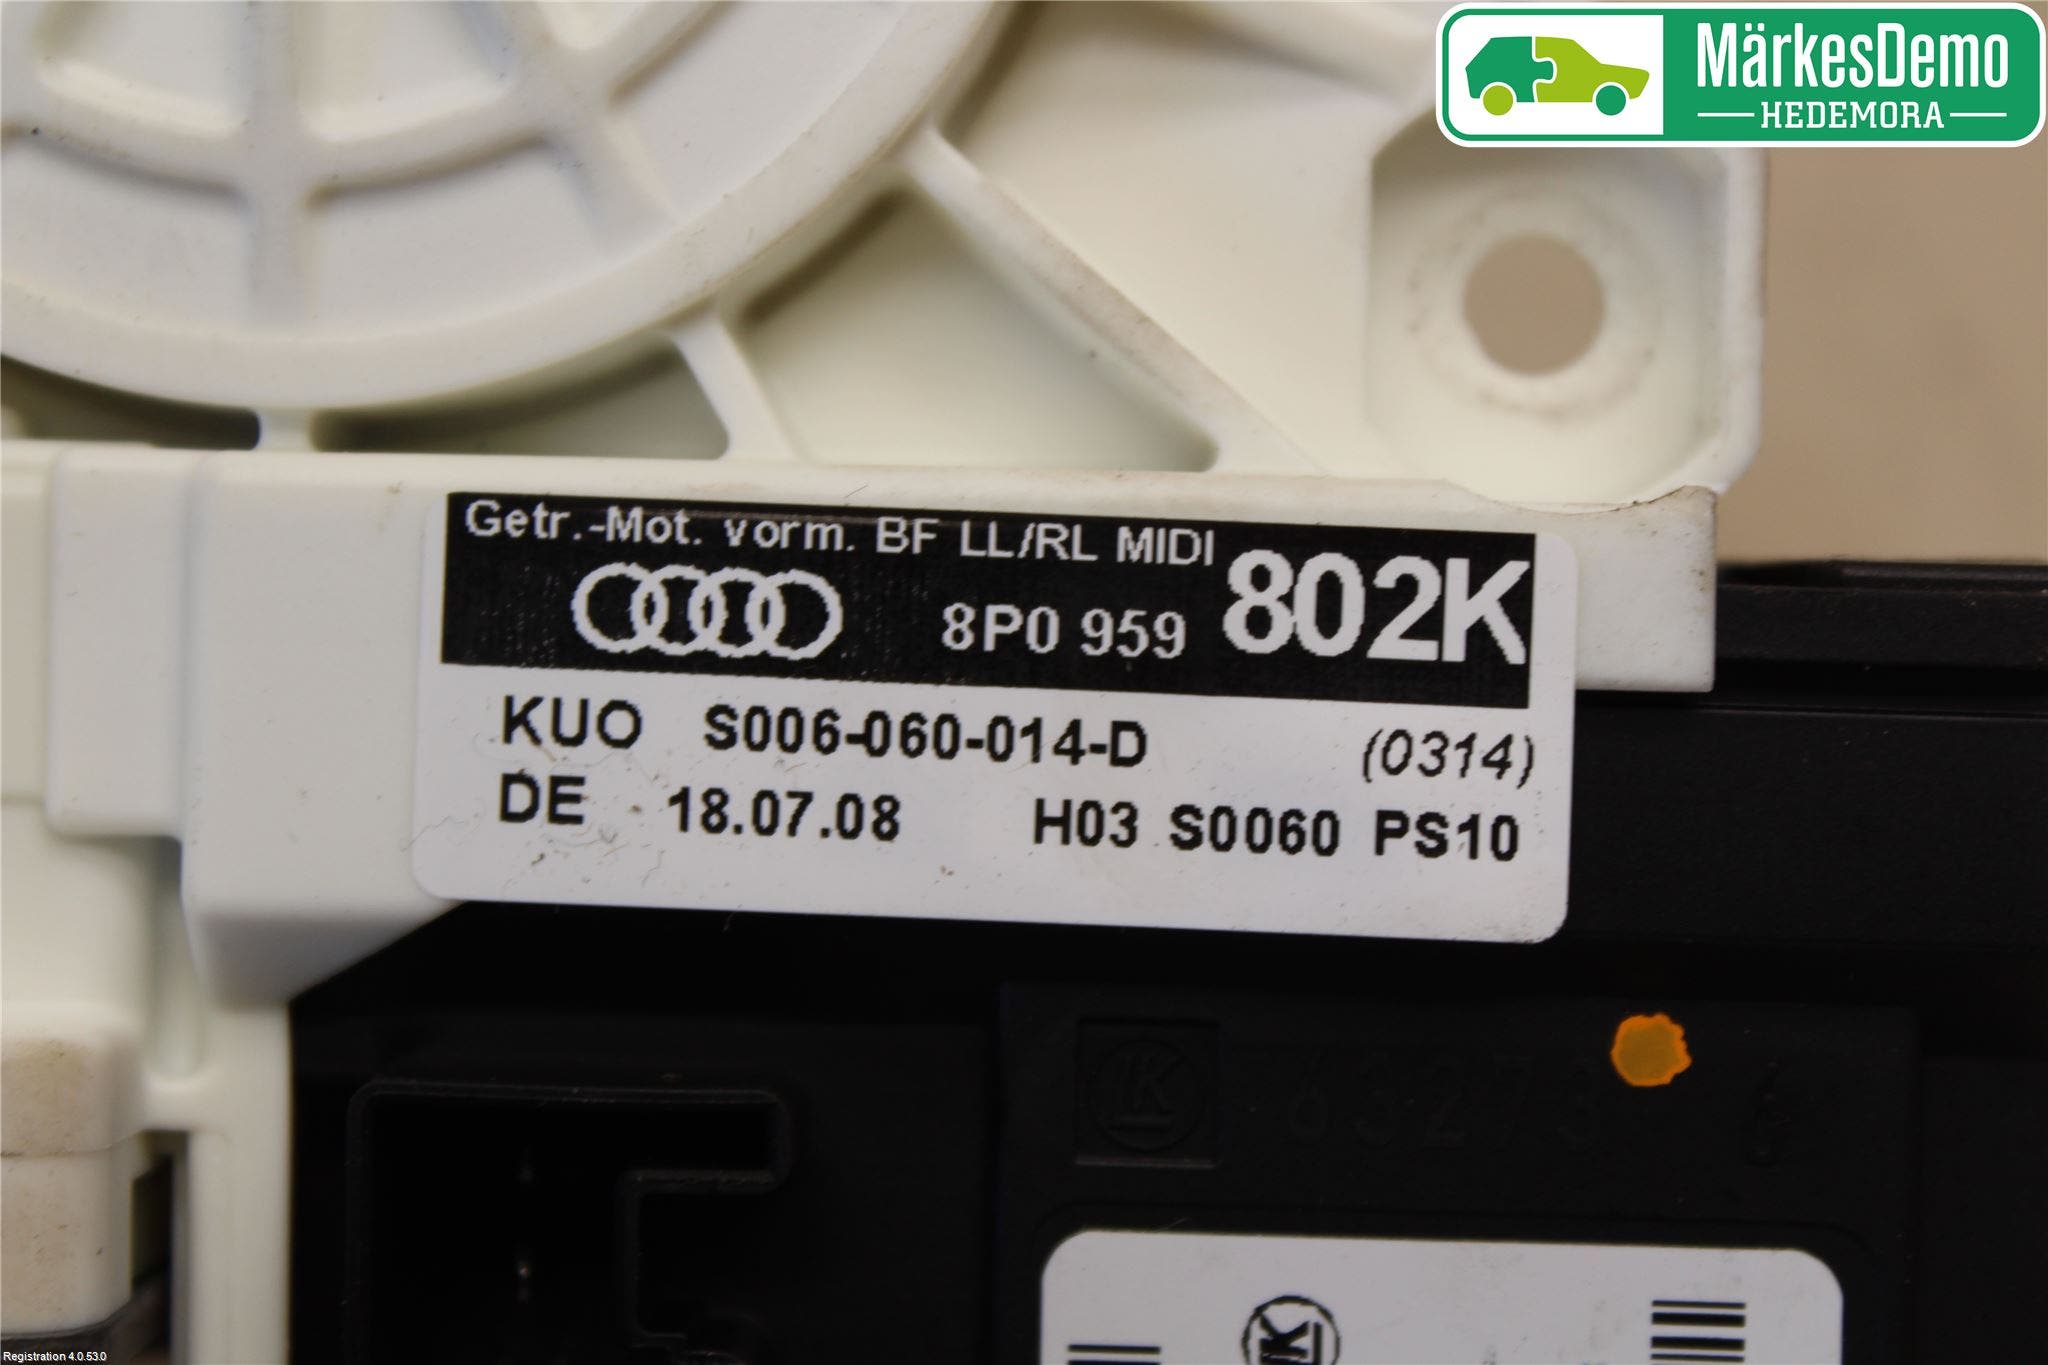 MärkesDemo
HEDEMORA
Getr.-Mot. vorm. BF LL/RL MIDI
8P0 959 802K
KUO S006-060-014-D (0314)
DE 18.07.08 H03 S0060 PS10
Registration 4.0.53.0